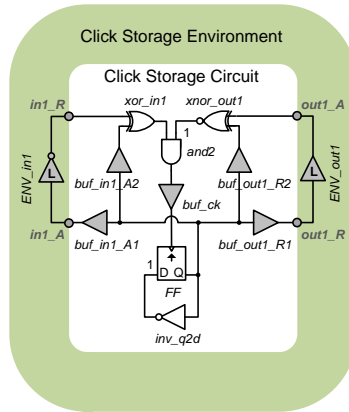 Click Storage Environment
Click Storage Circuit
in1_R
xor_in1
xnor_out1
out1_A
1
and2
ENV_in1
L
buf_in1_A2
buf_out1_R2
L
ENV_out1
buf_ck
in1_A
buf_in1_A1
buf_out1_R1
out1_R
1
D Q
FF
inv_q2d